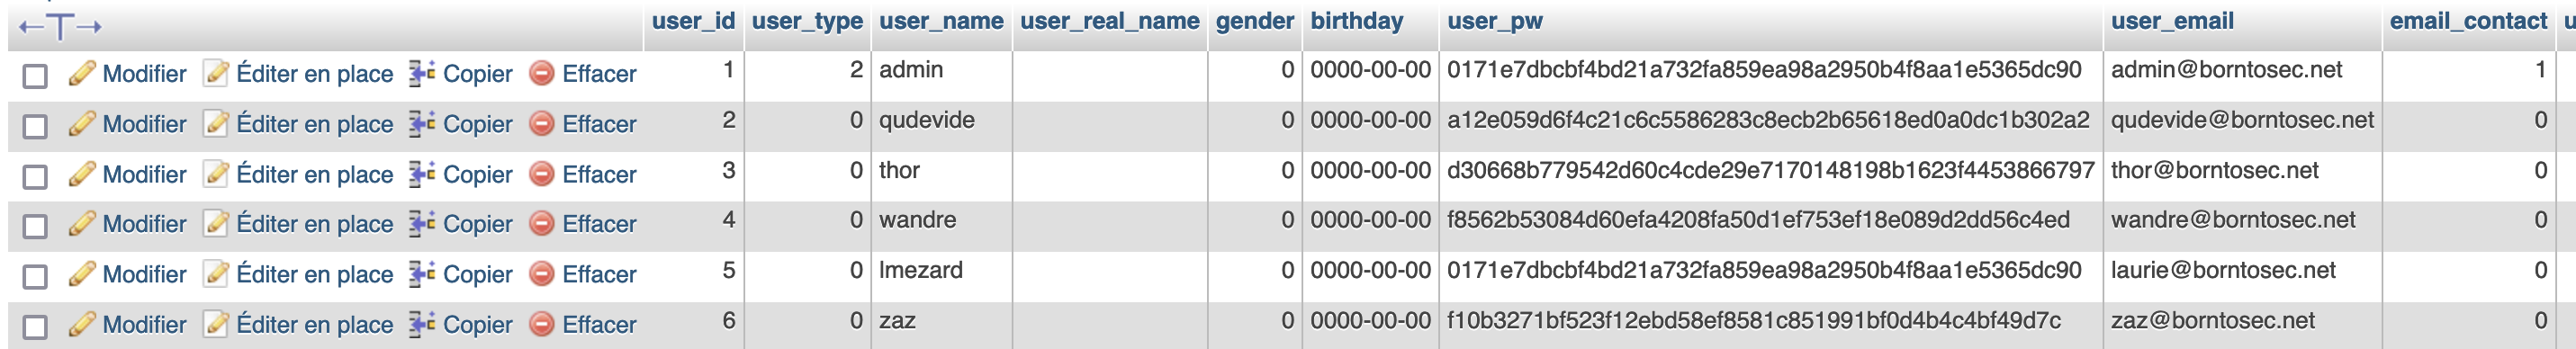 ←T→ user_id user_type user_name user_real_name gender birthday user_pw user_email email_contact u
Modifier Éditer en place Copier Effacer 1 2 admin 0 0000-00-00 0171e7dbcbf4bd21a732fa859ea98a2950b4f8aa1e5365dc90 admin@borntosec.net 1
Modifier Éditer en place Copier Effacer 2 0 qudevide 0 0000-00-00 a12e059d6f4c21c6c5586283c8ecb2b65618ed0a0dc1b302a2 qudevide@borntosec.net 0
Modifier Éditer en place Copier Effacer 3 0 thor 0 0000-00-00 d30668b779542d60c4cde29e7170148198b1623f4453866797 thor@borntosec.net 0
Modifier Éditer en place Copier Effacer 4 0 wandre 0 0000-00-00 f8562b53084d60efa4208fa50d1ef753ef18e089d2dd56c4ed wandre@borntosec.net 0
Modifier Éditer en place Copier Effacer 5 0 lmezard 0 0000-00-00 0171e7dbcbf4bd21a732fa859ea98a2950b4f8aa1e5365dc90 laurie@borntosec.net 0
Modifier Éditer en place Copier Effacer 6 0 zaz 0 0000-00-00 f10b3271bf523f12ebd58ef8581c851991bf0d4b4c4bf49d7c zaz@borntosec.net 0